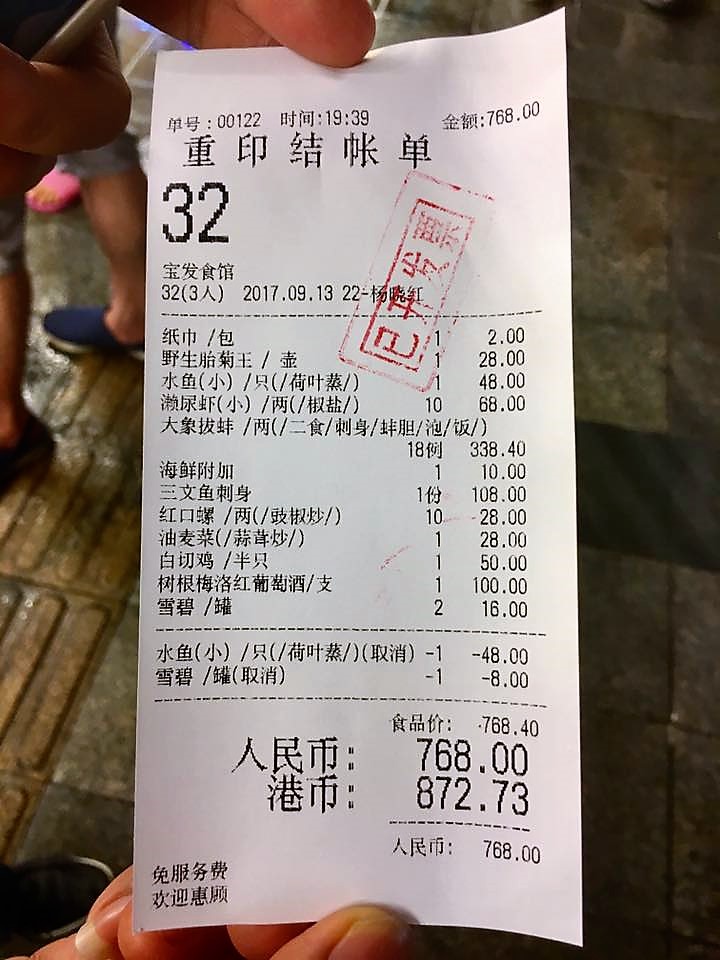 单号:00122 时间:19:39 金额:768.00
重印结帐单
32
宝发食馆
32(3人) 2017.09.13 22-杨晓红
已开发票
纸巾 /包 1 2.00
野生胎菊王 / 壶 1 28.00
水鱼(小) /只(/荷叶蒸/) 1 48.00
濑尿虾(小) /两(/椒盐/) 10 68.00
大象拔蚌 /两(/二食/刺身/蚌胆/泡/饭/)
18例 338.40
海鲜附加 1 10.00
三文鱼刺身 1份 108.00
红口螺 /两(/豉椒炒/) 10 28.00
油麦菜(/蒜茸炒/) 1 28.00
白切鸡 /半只 1 50.00
树根梅洛红葡萄酒/支 1 100.00
雪碧 /罐 2 16.00
水鱼(小) /只(/荷叶蒸/)(取消) -1 -48.00
雪碧 /罐(取消) -1 -8.00
食品价: 768.40
人民币: 768.00
港币: 872.73
人民币: 768.00
免服务费
欢迎惠顾